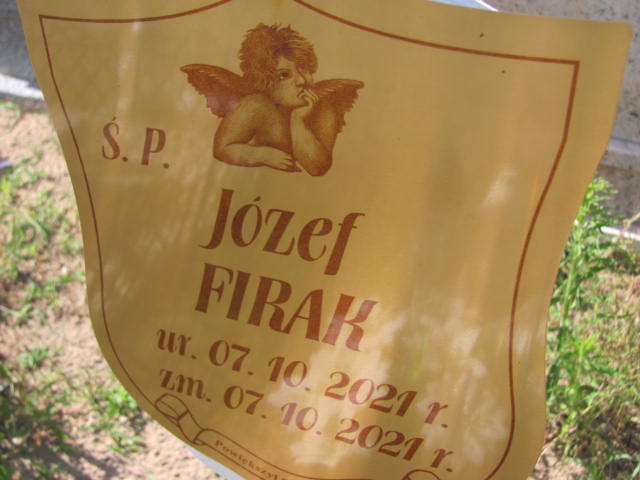 Ś. P.
Józef
FIRAK
ur. 07. 10. 2021 r.
zm. 07. 10. 2021 r.